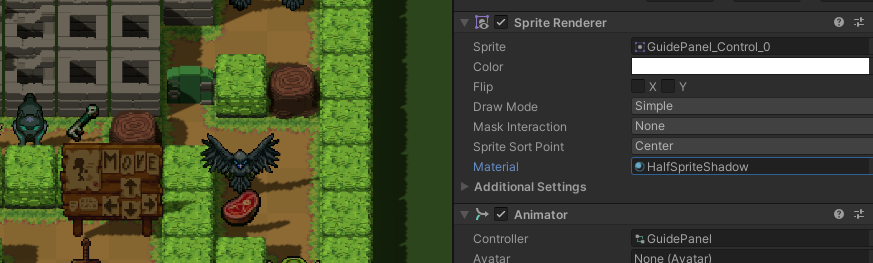 MOVE
Sprite Renderer
Sprite GuidePanel_Control_0
Color
Flip X Y
Draw Mode Simple
Mask Interaction None
Sprite Sort Point Center
Material HalfSpriteShadow
Additional Settings
Animator
Controller GuidePanel
Avatar None (Avatar)